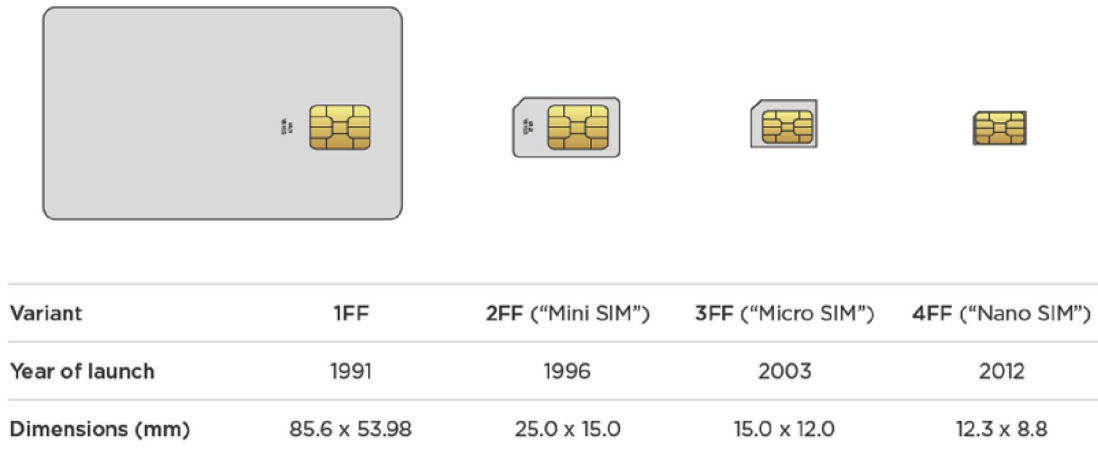 Variant 1FF 2FF (“Mini SIM”) 3FF (“Micro SIM”) 4FF (“Nano SIM”)
Year of launch 1991 1996 2003 2012
Dimensions (mm) 85.6 x 53.98 25.0 x 15.0 15.0 x 12.0 12.3 x 8.8